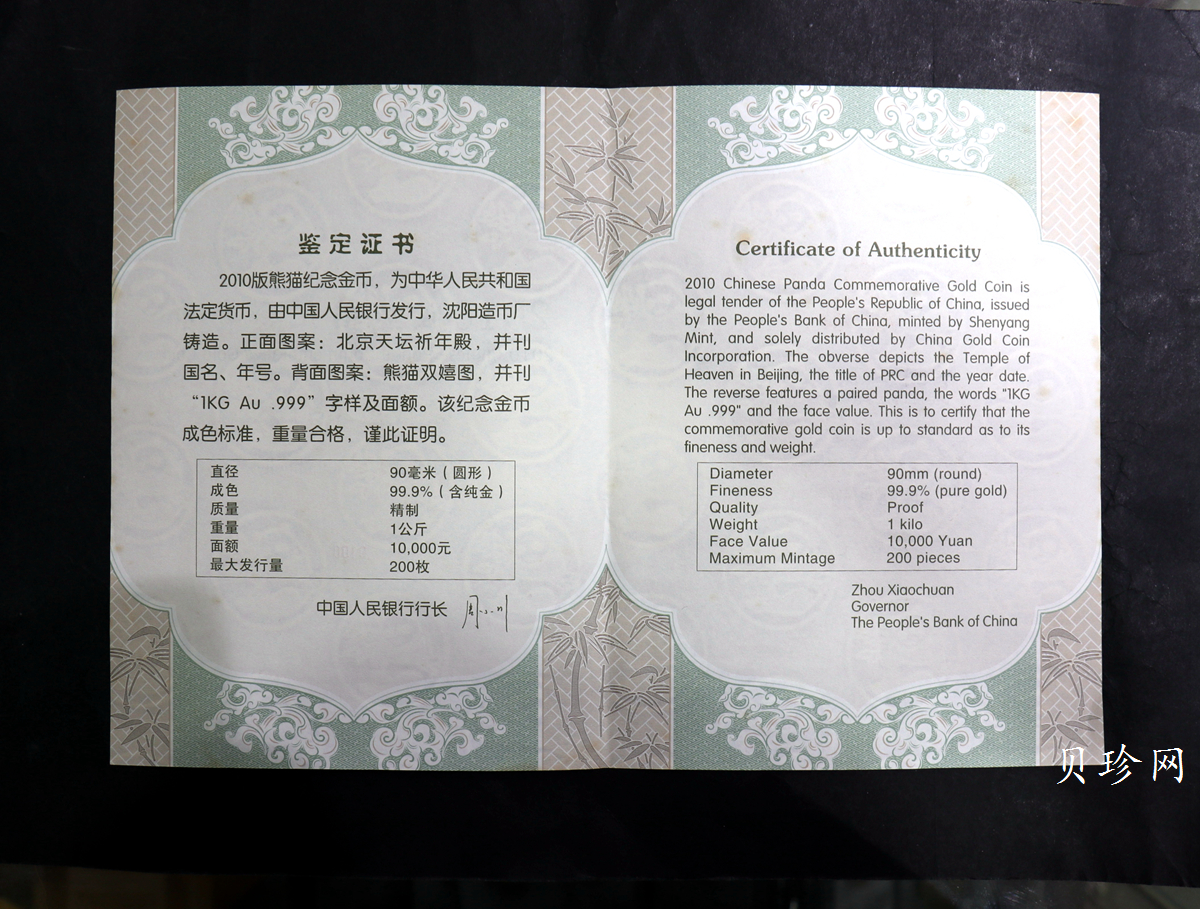 鉴定证书
2010版熊猫纪念金币，为中华人民共和国
法定货币，由中国人民银行发行，沈阳造币厂
铸造。正面图案：北京天坛祈年殿，并刊
国名、年号。背面图案：熊猫双嬉图，并刊
“1KG Au .999”字样及面额。该纪念金币
成色标准，重量合格，谨此证明。
直径 90毫米（圆形）
成色 99.9%（含纯金）
质量 精制
重量 1公斤
面额 10,000元
最大发行量 200枚
中国人民银行行长
Certificate of Authenticity
2010 Chinese Panda Commemorative Gold Coin is
legal tender of the People's Republic of China, issued
by the People's Bank of China, minted by Shenyang
Mint, and solely distributed by China Gold Coin
Incorporation. The obverse depicts the Temple of
Heaven in Beijing, the title of PRC and the year date.
The reverse features a paired panda, the words "1KG
Au .999" and the face value. This is to certify that the
commemorative gold coin is up to standard as to its
fineness and weight.
Diameter 90mm (round)
Fineness 99.9% (pure gold)
Quality Proof
Weight 1 kilo
Face Value 10,000 Yuan
Maximum Mintage 200 pieces
Zhou Xiaochuan
Governor
The People's Bank of China
贝珍网